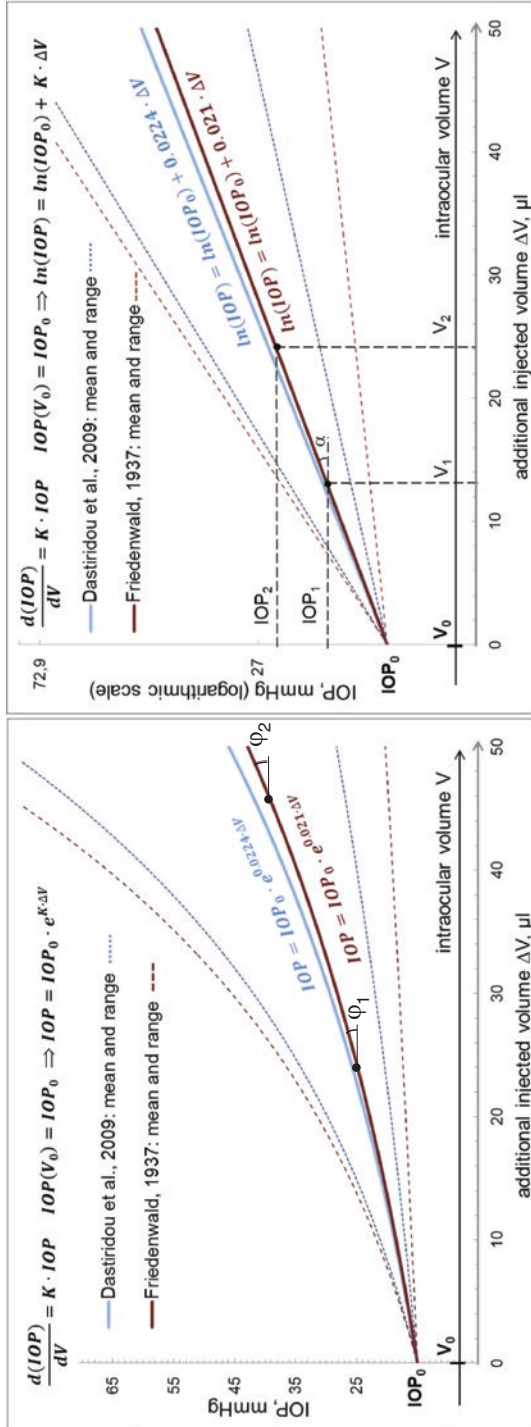 d(IOP)/dV = K · IOP IOP(V₀) = IOP₀ ⇒ IOP = IOP₀ · e^(K·ΔV)
Dastiridou et al., 2009: mean and range
Friedenwald, 1937: mean and range
IOP, mmHg
65
55
45
35
25
IOP₀
IOP = IOP₀ · e^(0.0224·ΔV)
IOP = IOP₀ · e^(0.021·ΔV)
φ₁
φ₂
V₀
intraocular volume V
0
10
20
30
40
50
additional injected volume ΔV, µl
d(IOP)/dV = K · IOP IOP(V₀) = IOP₀ ⇒ ln(IOP) = ln(IOP₀) + K · ΔV
Dastiridou et al., 2009: mean and range
Friedenwald, 1937: mean and range
IOP, mmHg (logarithmic scale)
72,9
27
IOP₂
IOP₁
IOP₀
ln(IOP) = ln(IOP₀) + 0.0224 · ΔV
ln(IOP) = ln(IOP₀) + 0.021 · ΔV
α
V₀
V₁
V₂
intraocular volume V
0
10
20
30
40
50
additional injected volume ΔV, µl